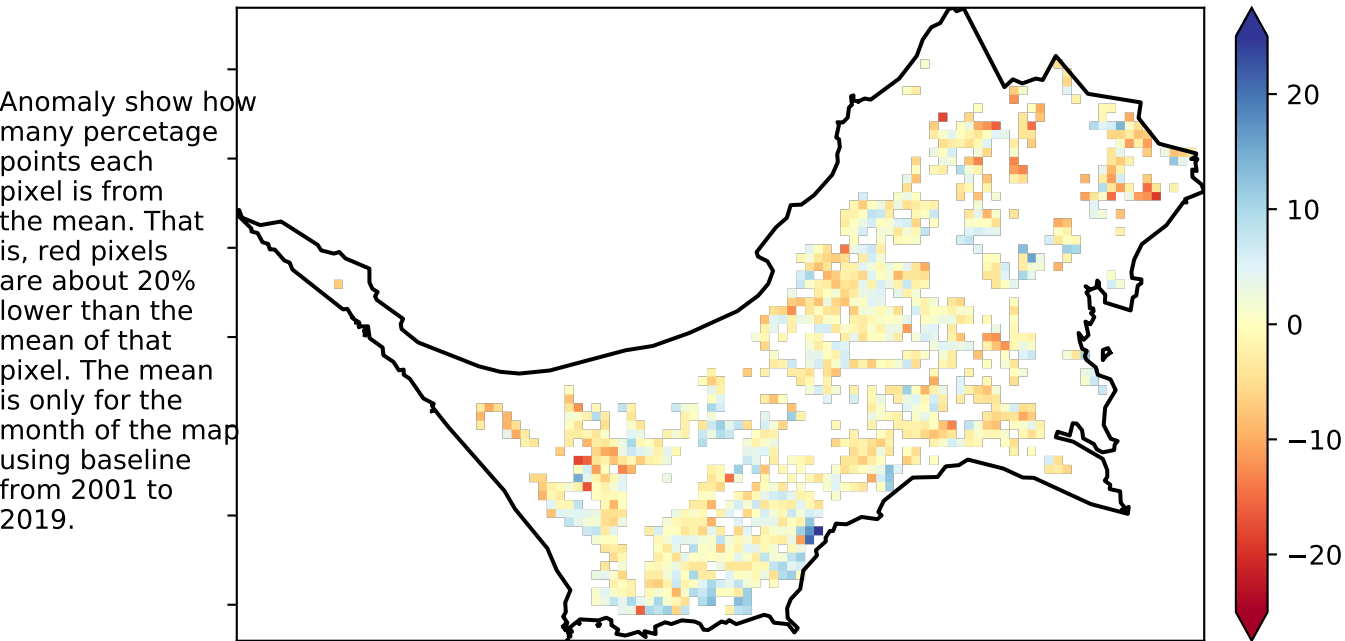 Anomaly show how
many percetage
points each
pixel is from
the mean. That
is, red pixels
are about 20%
lower than the
mean of that
pixel. The mean
is only for the
month of the map
using baseline
from 2001 to
2019.
20
10
0
−10
−20